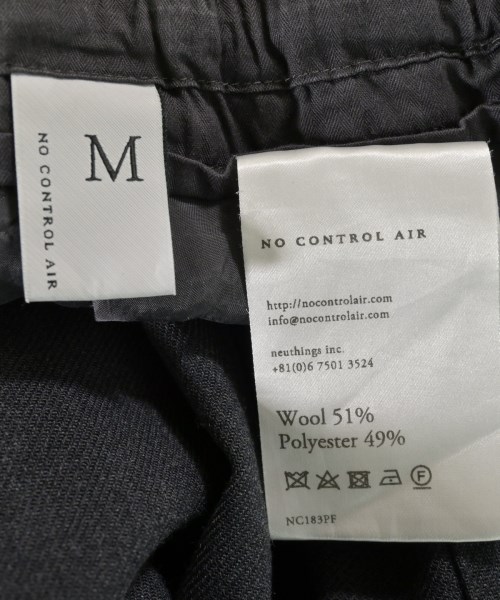 M
NO CONTROL AIR
NO CONTROL AIR
http://nocontrolair.com
info@nocontrolair.com
neuthings inc.
+81(0)6 7501 3524
Wool 51%
Polyester 49%
F
NC183PF